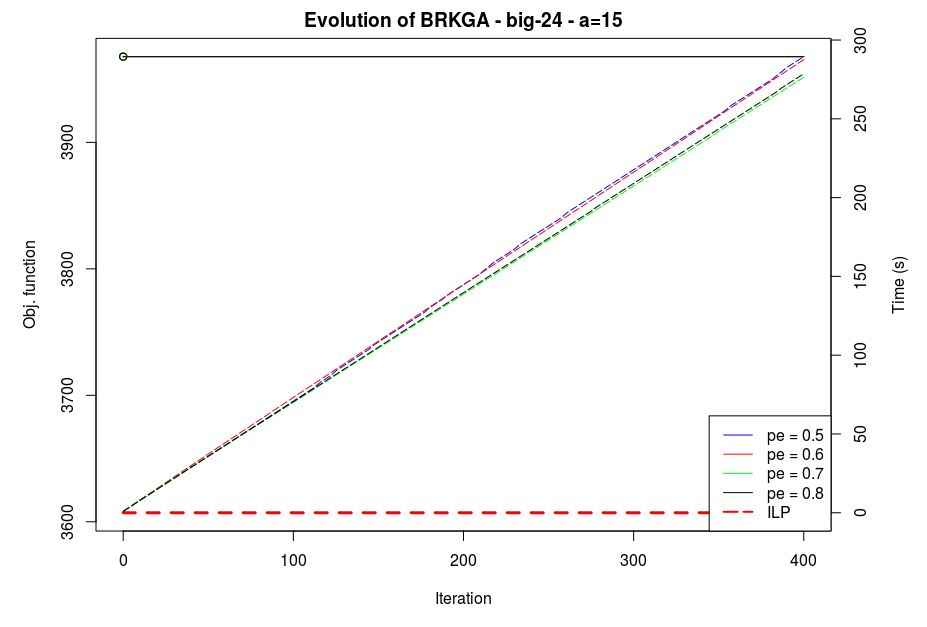 Evolution of BRKGA - big-24 - a=15
Obj. function
3600
3700
3800
3900
0
50
100
150
200
250
300
Time (s)
pe = 0.5
pe = 0.6
pe = 0.7
pe = 0.8
ILP
0
100
200
300
400
Iteration